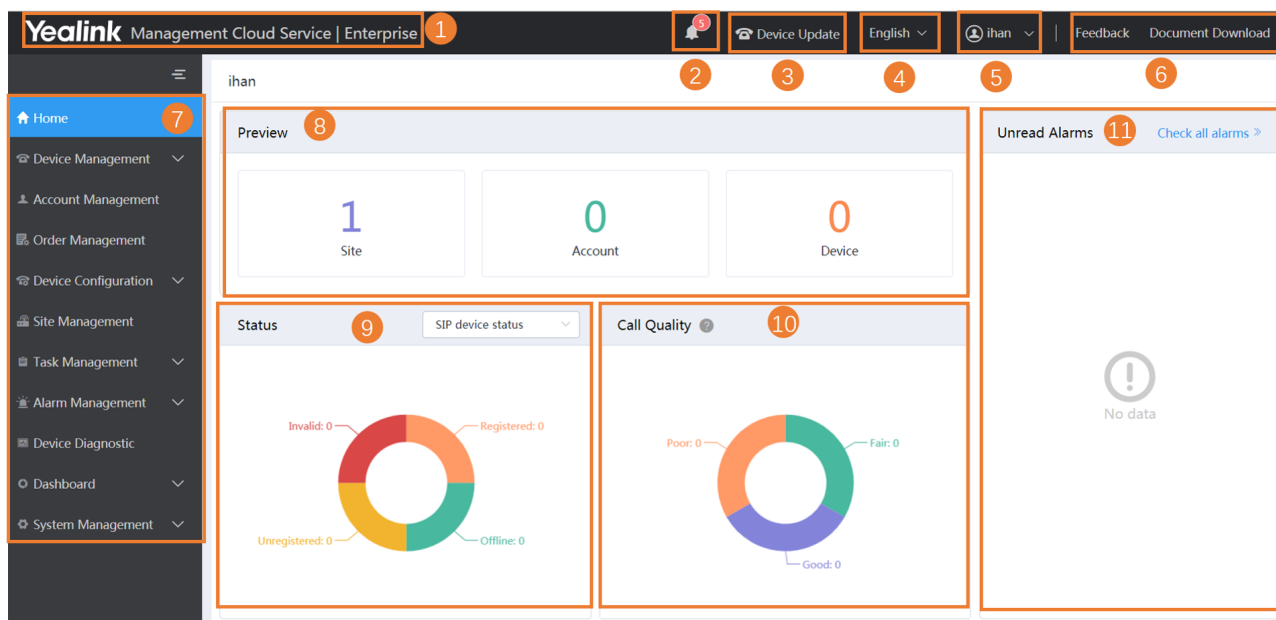 Yealink Management Cloud Service | Enterprise 1 5 Device Update English ihan Feedback Document Download
2 3 4 5 6
ihan
Home 7
Device Management
Account Management
Order Management
Device Configuration
Site Management
Task Management
Alarm Management
Device Diagnostic
Dashboard
System Management
Preview 8
1
Site
0
Account
0
Device
Status 9 SIP device status
Invalid: 0
Registered: 0
Unregistered: 0
Offline: 0
Call Quality ? 10
Poor: 0
Fair: 0
Good: 0
Unread Alarms 11 Check all alarms »
No data